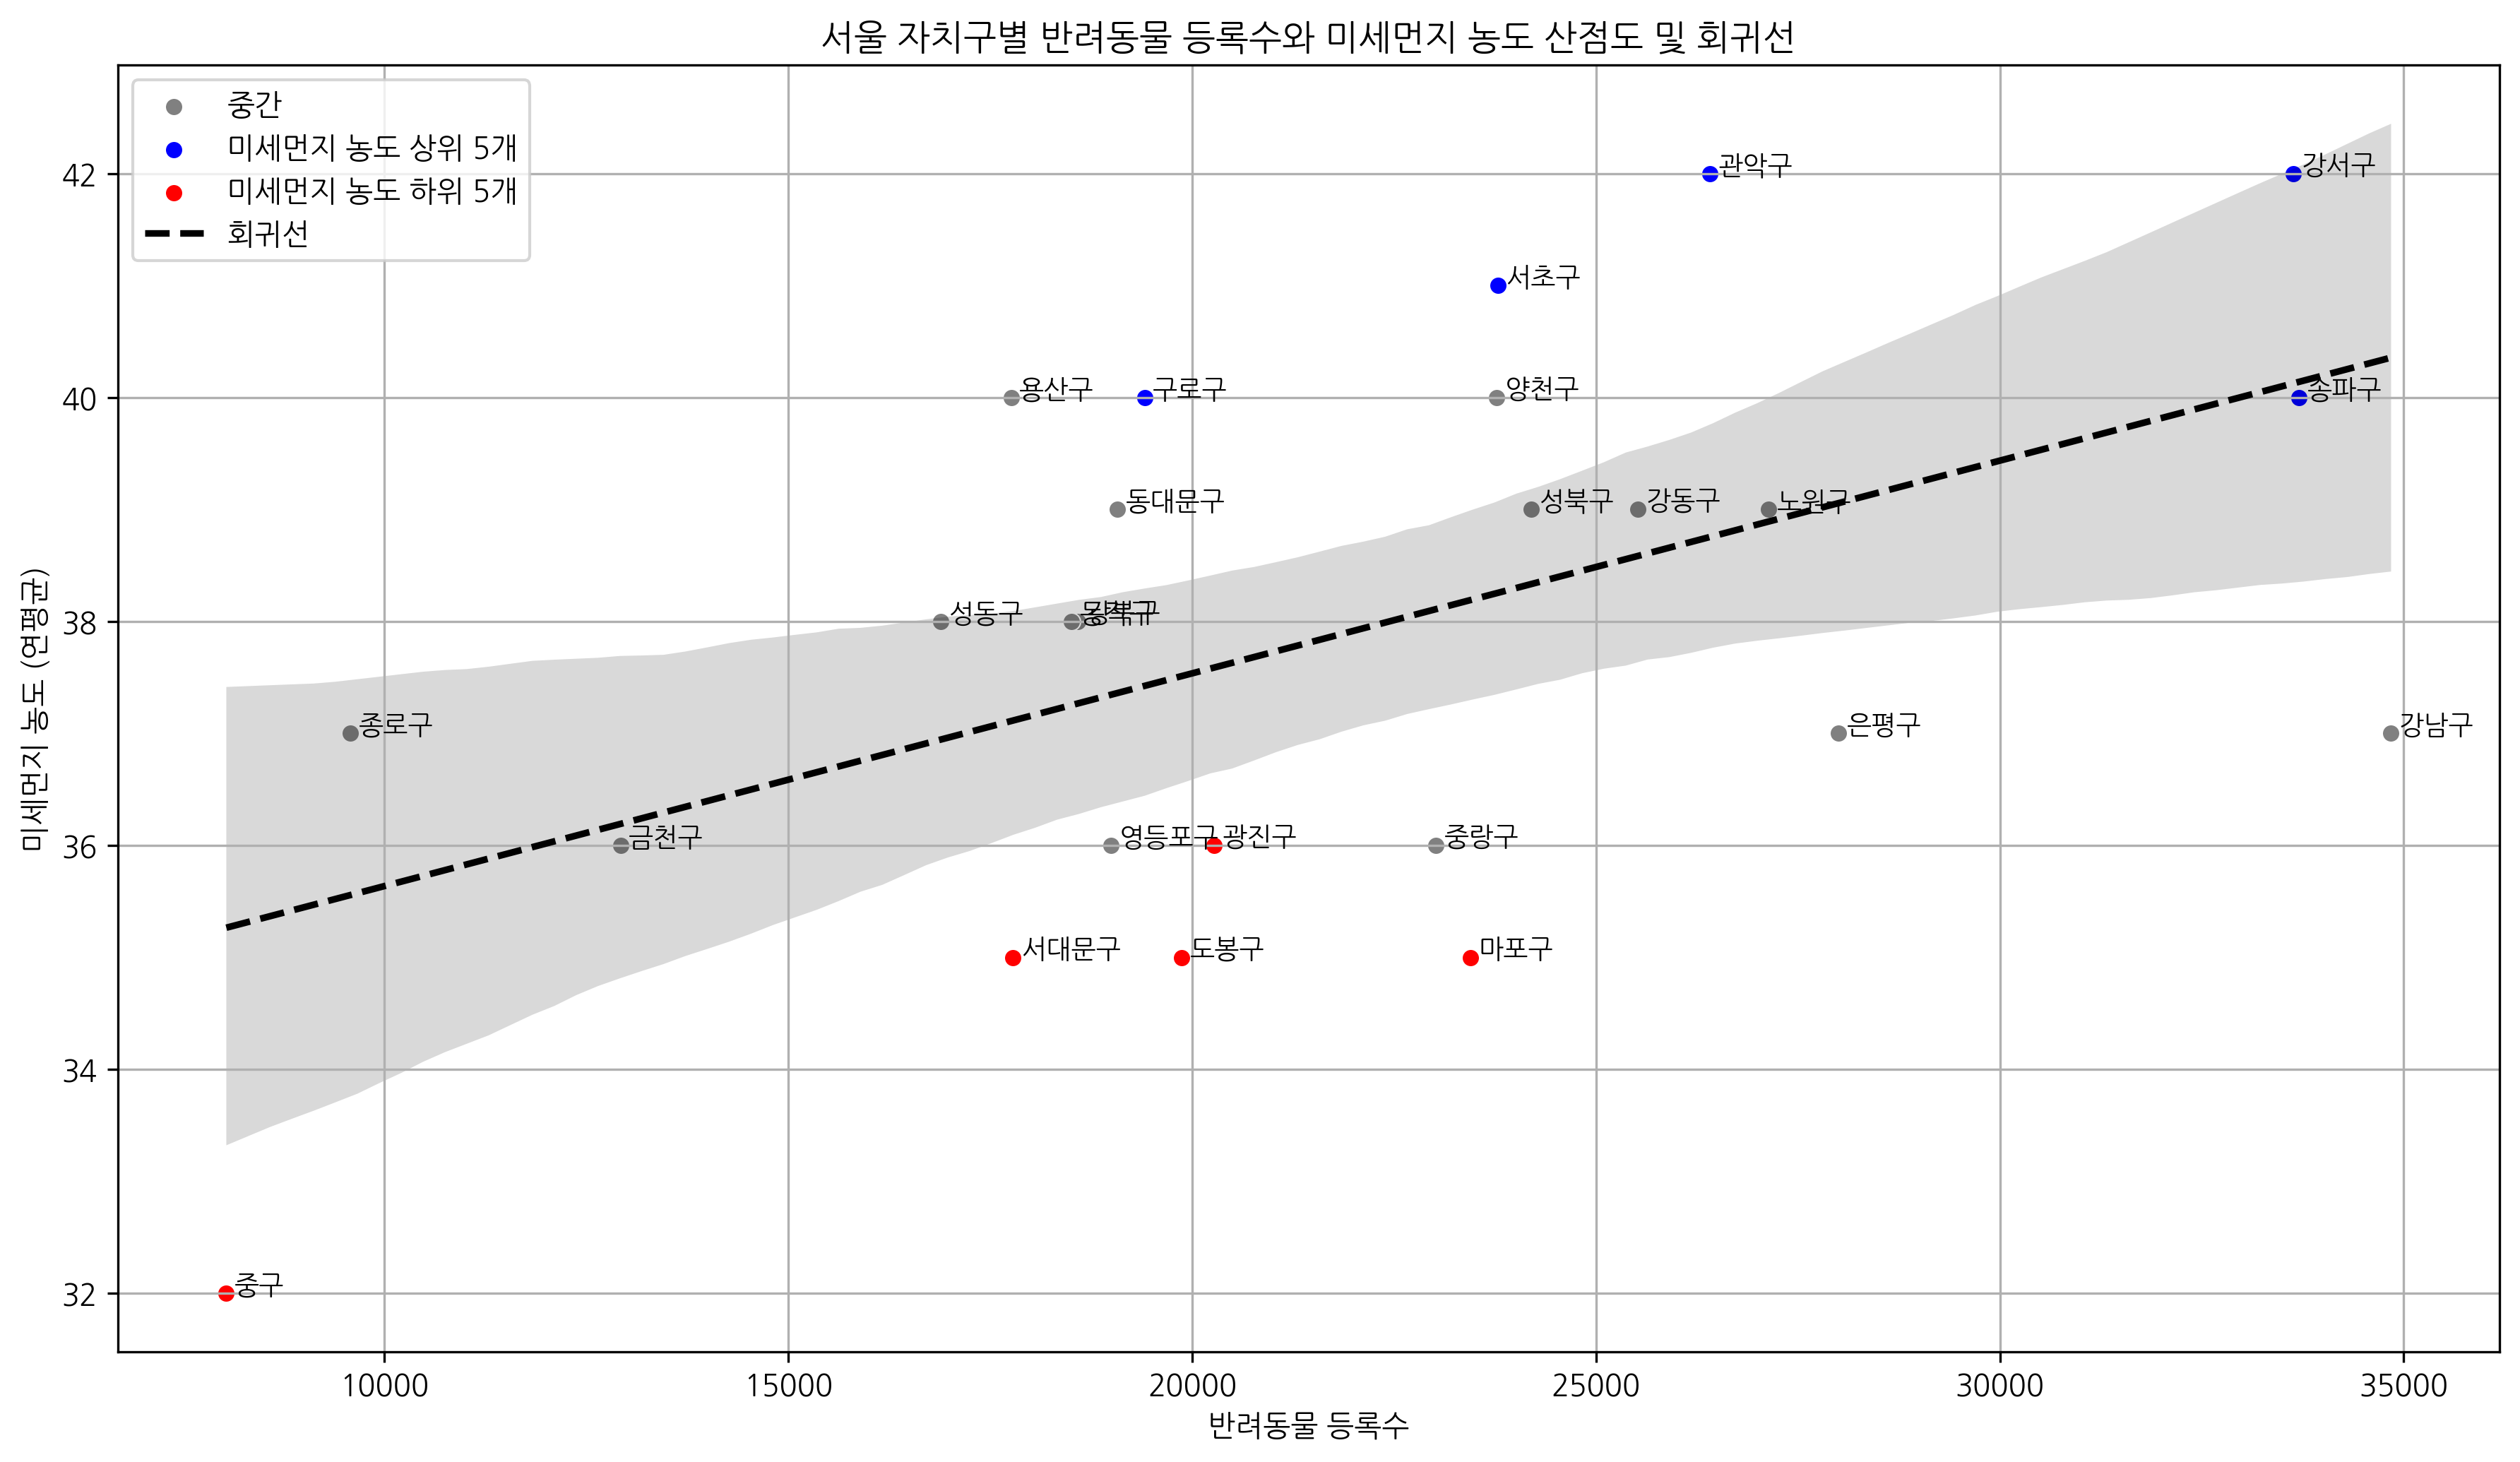 서울 자치구별 반려동물 등록수와 미세먼지 농도 산점도 및 회귀선
중간
미세먼지 농도 상위 5개
미세먼지 농도 하위 5개
회귀선
미세먼지 농도 (연평균)
42
40
38
36
34
32
관악구
강서구
서초구
용산구
구로구
양천구
송파구
동대문구
성북구
강동구
노원구
성동구
종로구
은평구
강남구
금천구
영등포구
광진구
중랑구
서대문구
도봉구
마포구
중구
10000
15000
20000
25000
30000
35000
반려동물 등록수